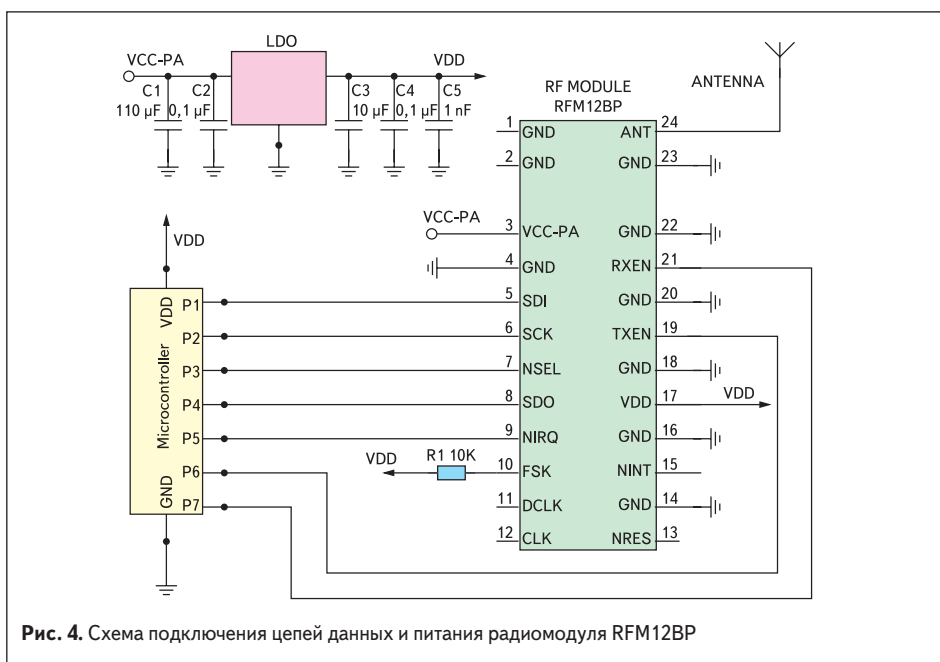 LDO
VCC-PA
VDD
C1
C2
C3
C4
C5
110 µF
0,1 µF
10 µF
0,1 µF
1 nF
ANTENNA
RF MODULE
RFM12BP
1 GND
ANT 24
2 GND
GND 23
VCC-PA
3 VCC-PA
GND 22
4 GND
RXEN 21
VDD
VDD
Microcontroller
GND
P1
5 SDI
GND 20
P2
6 SCK
TXEN 19
P3
7 NSEL
GND 18
P4
8 SDO
VDD 17
VDD
P5
9 NIRQ
GND 16
P6
VDD
R1 10K
10 FSK
NINT 15
P7
11 DCLK
GND 14
12 CLK
NRES 13
Рис. 4. Схема подключения цепей данных и питания радиомодуля RFM12BP